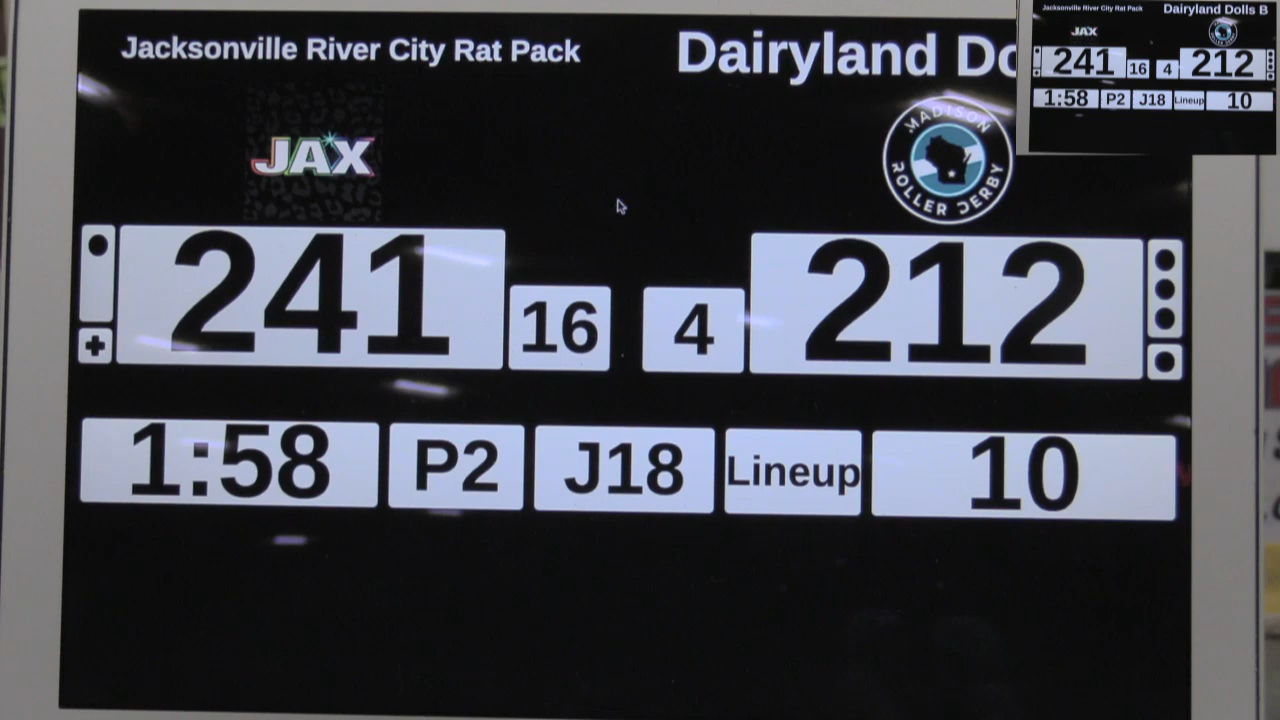 Jacksonville River City Rat Pack
Dairyland Do
JAX
MADISON
ROLLER DERBY
241
16
4
212
1:58
P2
J18
Lineup
10
Jacksonville River City Rat Pack
Dairyland Dolls B
JAX
241
16
4
212
1:58
P2
J18
Lineup
10